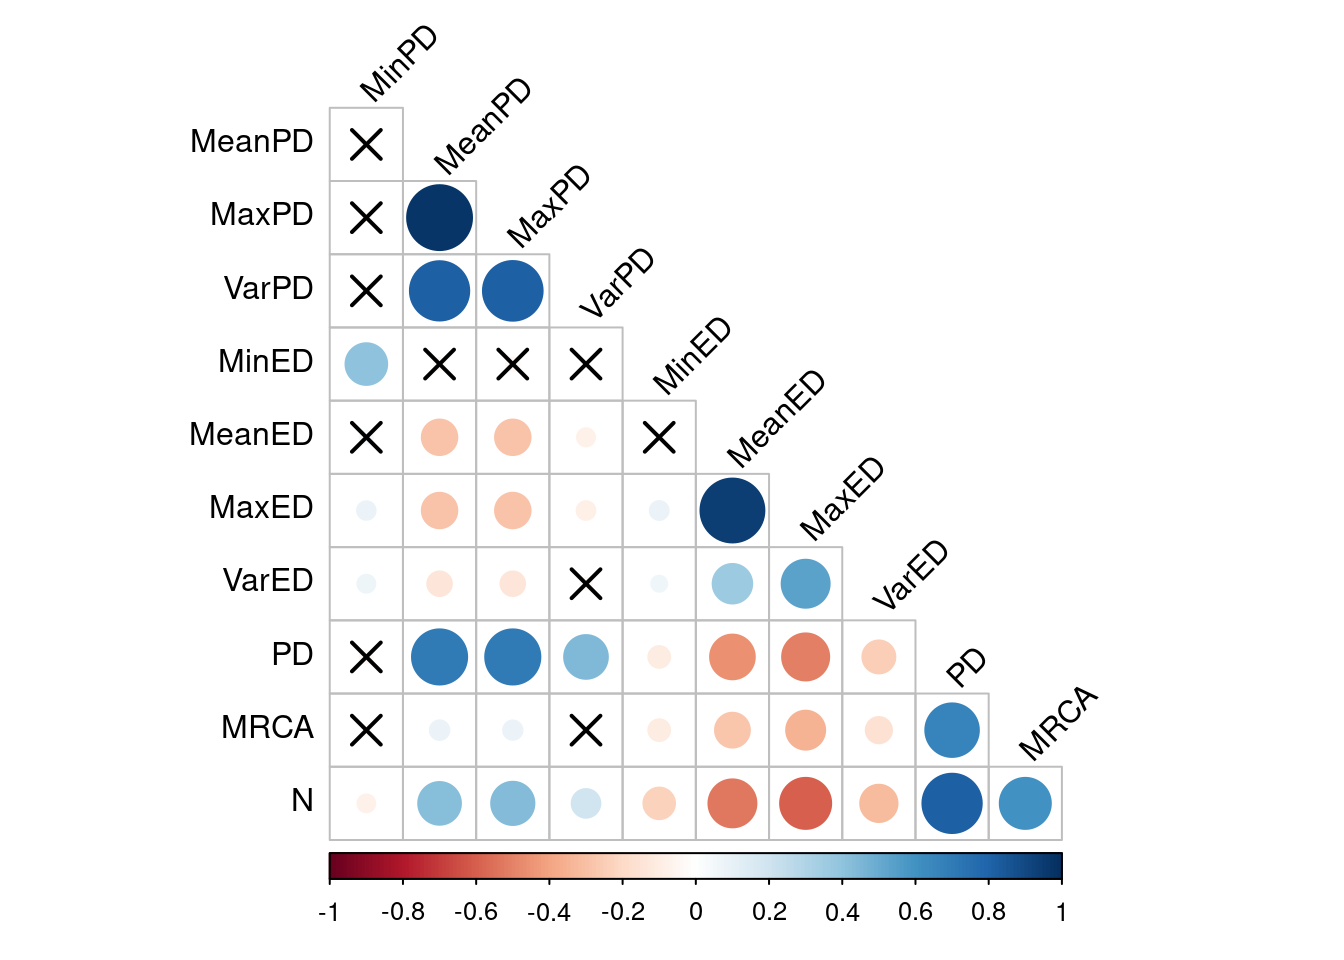 MinPD
MeanPD
MaxPD
VarPD
MinED
MeanED
MaxED
VarED
PD
MRCA
MeanPD
MaxPD
VarPD
MinED
MeanED
MaxED
VarED
PD
MRCA
N
-1 -0.8 -0.6 -0.4 -0.2 0 0.2 0.4 0.6 0.8 1